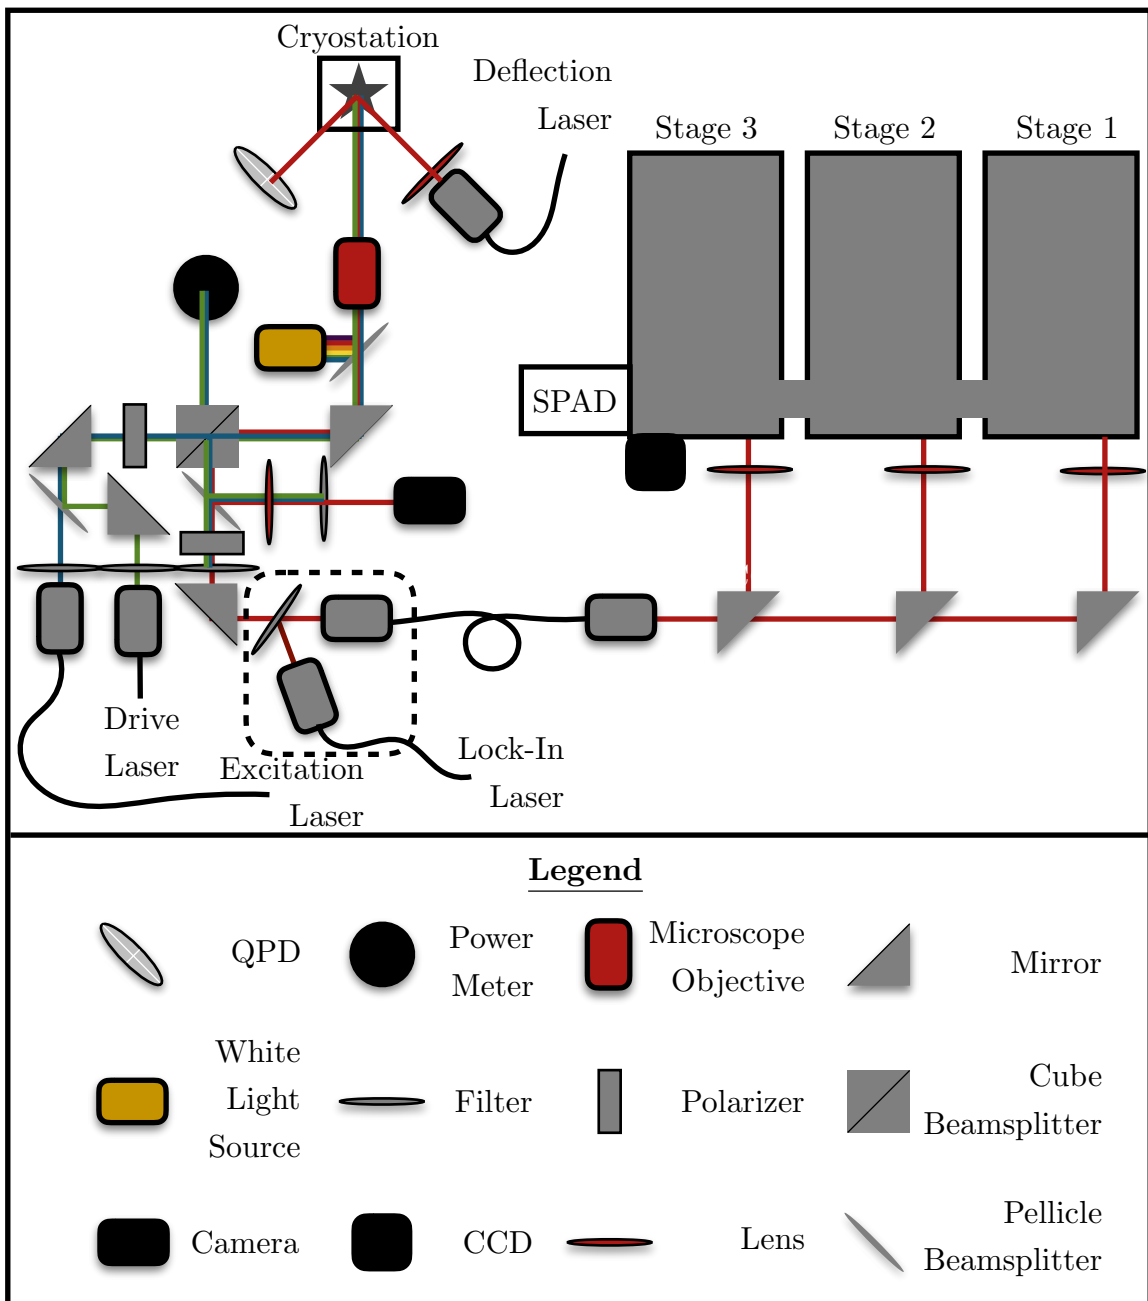 Cryostation
Deflection
Laser
Stage 3
Stage 2
Stage 1
SPAD
Drive
Laser
Excitation
Laser
Lock-In
Laser
Legend
QPD
Power
Meter
Microscope
Objective
Mirror
White
Light
Source
Filter
Polarizer
Cube
Beamsplitter
Camera
CCD
Lens
Pellicle
Beamsplitter